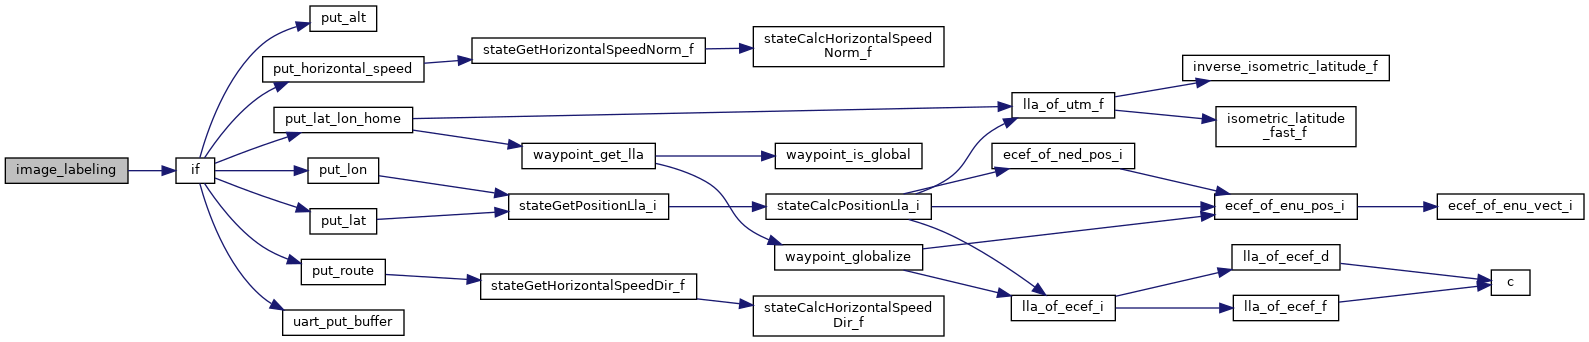 image_labeling
if
put_alt
put_horizontal_speed
put_lat_lon_home
put_lon
put_lat
put_route
uart_put_buffer
stateGetHorizontalSpeedNorm_f
waypoint_get_lla
stateGetPositionLla_i
stateGetHorizontalSpeedDir_f
stateCalcHorizontalSpeed
Norm_f
waypoint_is_global
stateCalcPositionLla_i
waypoint_globalize
stateCalcHorizontalSpeed
Dir_f
lla_of_utm_f
ecef_of_ned_pos_i
lla_of_ecef_i
inverse_isometric_latitude_f
isometric_latitude
_fast_f
ecef_of_enu_pos_i
lla_of_ecef_d
lla_of_ecef_f
ecef_of_enu_vect_i
c